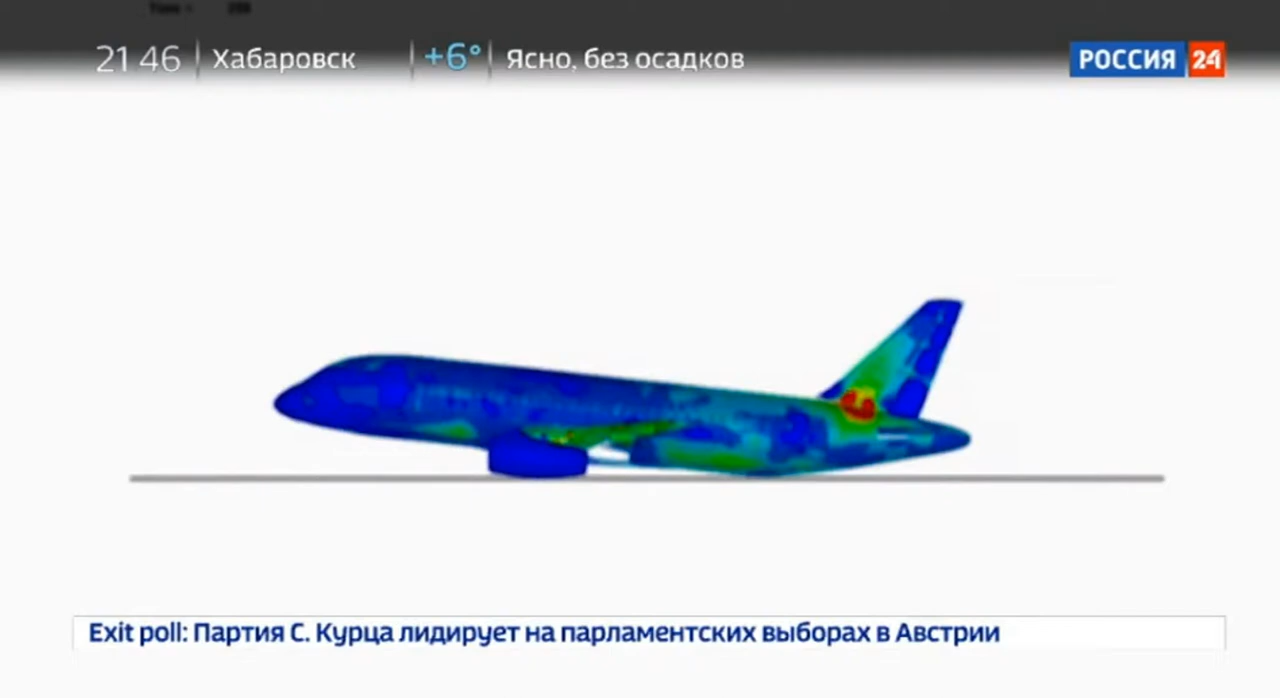 21 46 Хабаровск +6° Ясно, без осадков РОССИЯ 24
Exit poll: Партия С. Курца лидирует на парламентских выборах в Австрии